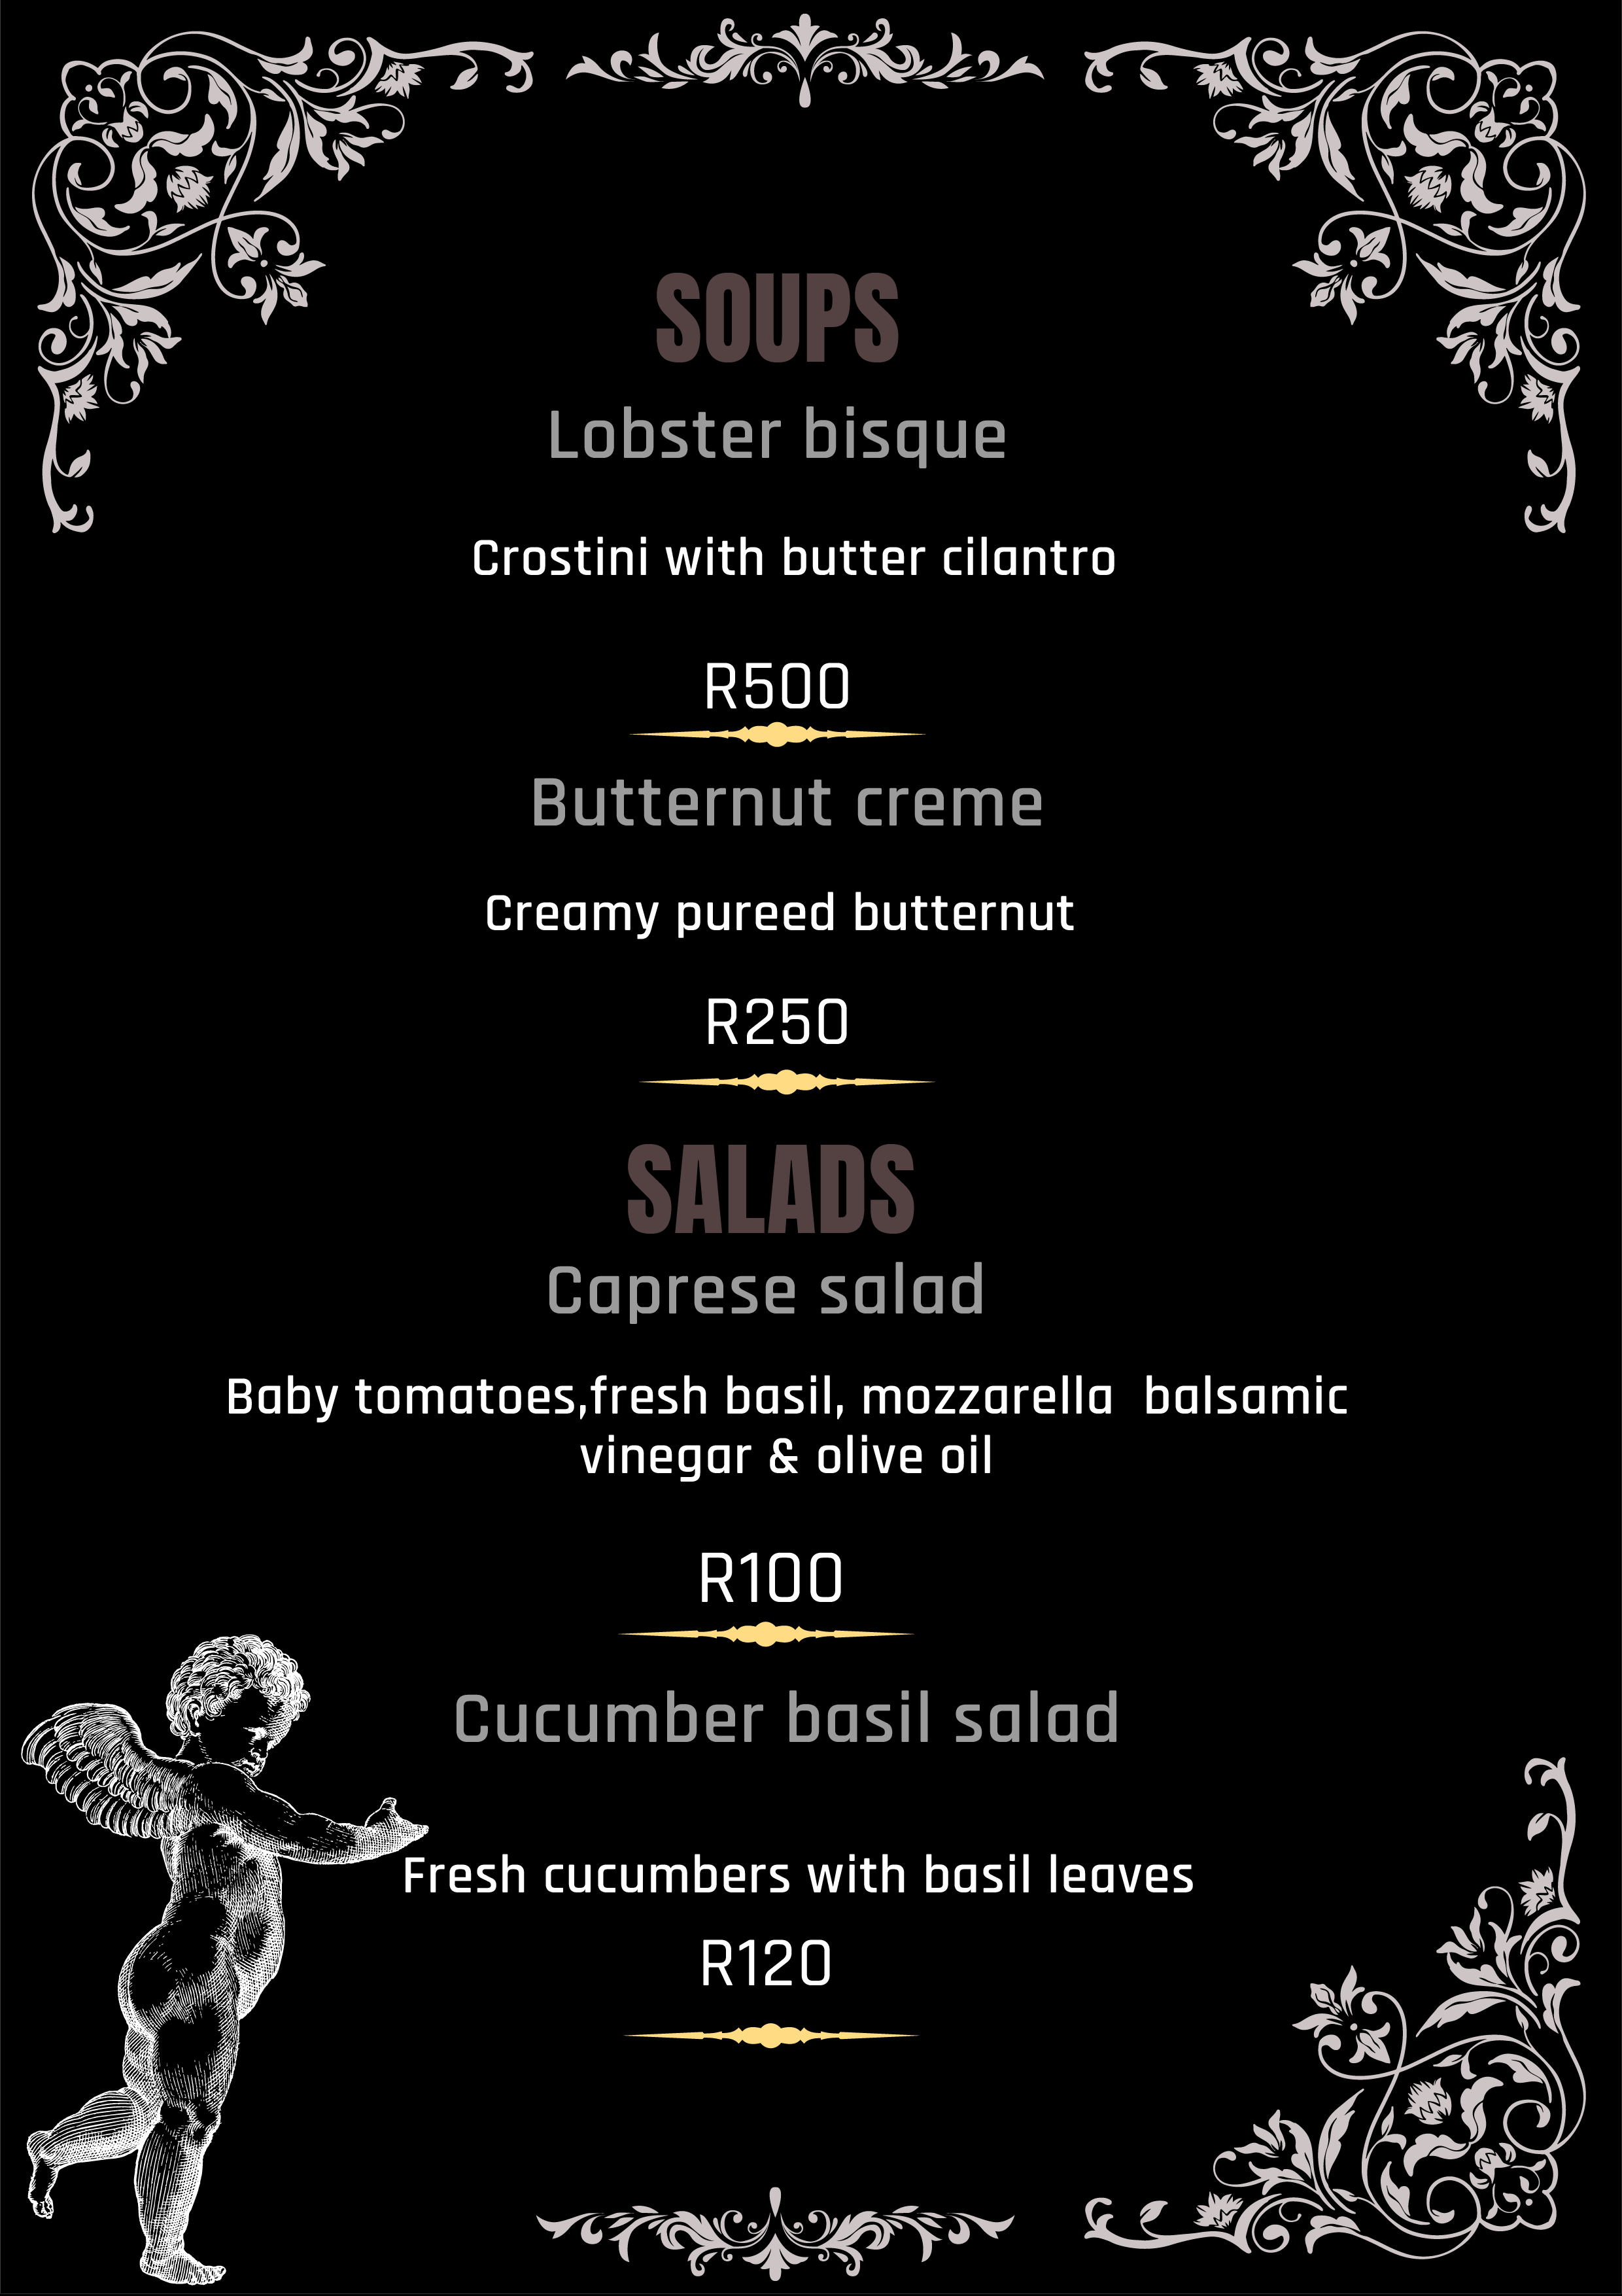 SOUPS
Lobster bisque
Crostini with butter cilantro
R500
Butternut creme
Creamy pureed butternut
R250
SALADS
Caprese salad
Baby tomatoes,fresh basil, mozzarella  balsamic
vinegar & olive oil
R100
Cucumber basil salad
Fresh cucumbers with basil leaves
R120